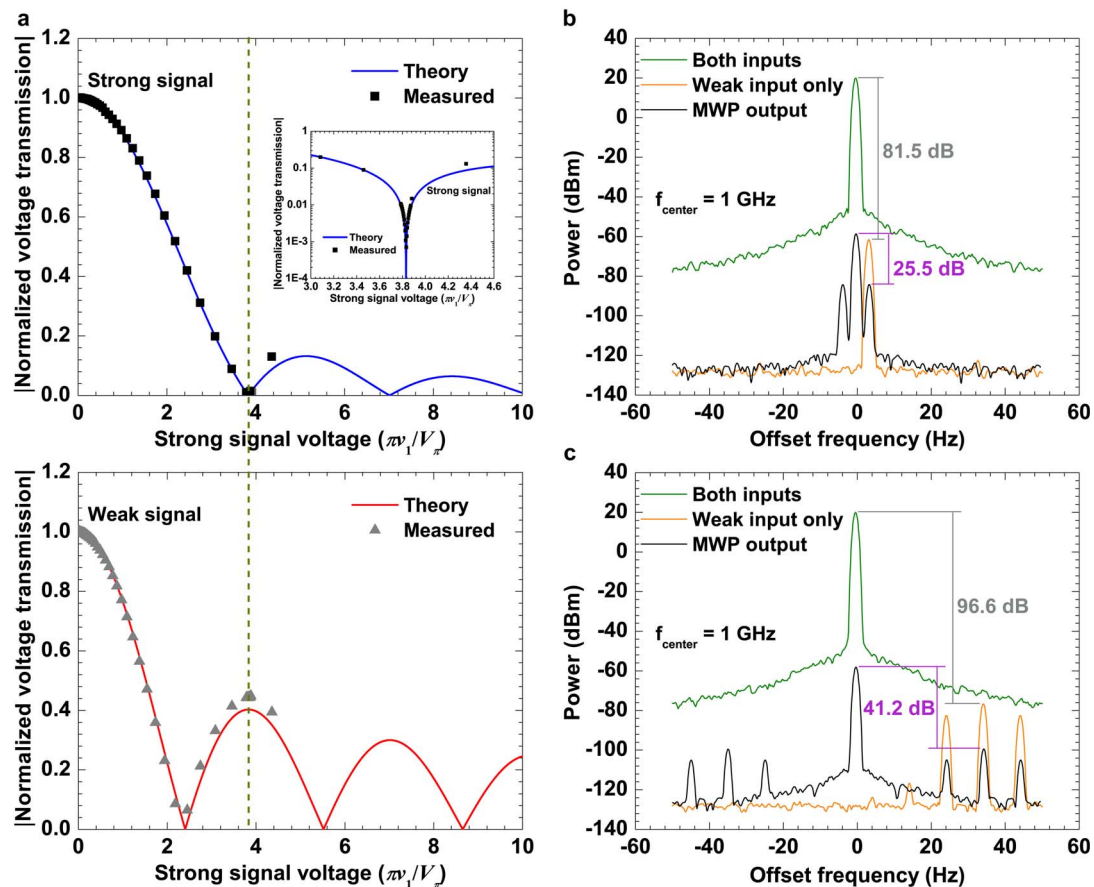 a
|Normalized voltage transmission|
1.2
1.0
0.8
0.6
0.4
0.2
0.0
Strong signal
Theory
Measured
|Normalized voltage transmission|
1
0.1
0.01
1E-3
1E-4
Strong signal
Theory
Measured
3.0 3.2 3.4 3.6 3.8 4.0 4.2 4.4 4.6
Strong signal voltage (πv₁/Vπ)
0 2 4 6 8 10
Strong signal voltage (πv₁/Vπ)
|Normalized voltage transmission|
1.2
1.0
0.8
0.6
0.4
0.2
0.0
Weak signal
Theory
Measured
0 2 4 6 8 10
Strong signal voltage (πv₁/Vπ)
b
Power (dBm)
40
20
0
-20
-40
-60
-80
-100
-120
-140
Both inputs
Weak input only
MWP output
81.5 dB
f_center = 1 GHz
25.5 dB
-60 -40 -20 0 20 40 60
Offset frequency (Hz)
c
Power (dBm)
40
20
0
-20
-40
-60
-80
-100
-120
-140
Both inputs
Weak input only
MWP output
96.6 dB
f_center = 1 GHz
41.2 dB
-60 -40 -20 0 20 40 60
Offset frequency (Hz)